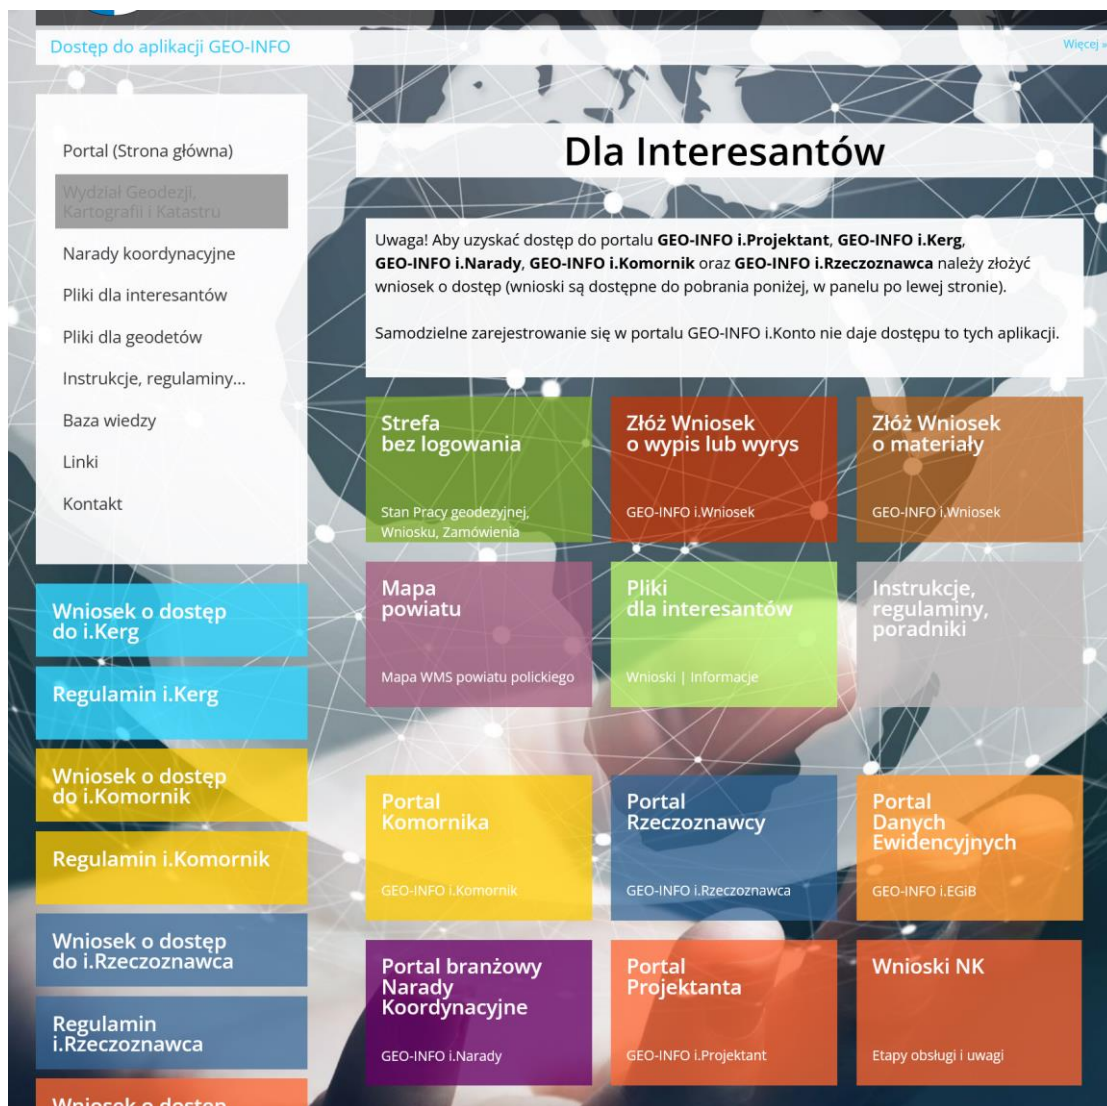 Dostęp do aplikacji GEO-INFO
Więcej »
Portal (Strona główna)
Wydział Geodezji,
Kartografii i Katastru
Narady koordynacyjne
Pliki dla interesantów
Pliki dla geodetów
Instrukcje, regulaminy...
Baza wiedzy
Linki
Kontakt
Wniosek o dostęp
do i.Kerg
Regulamin i.Kerg
Wniosek o dostęp
do i.Komornik
Regulamin i.Komornik
Wniosek o dostęp
do i.Rzeczoznawca
Regulamin
i.Rzeczoznawca
Wniosek o dostęp
Dla Interesantów
Uwaga! Aby uzyskać dostęp do portalu GEO-INFO i.Projektant, GEO-INFO i.Kerg,
GEO-INFO i.Narady, GEO-INFO i.Komornik oraz GEO-INFO i.Rzeczoznawca należy złożyć
wniosek o dostęp (wnioski są dostępne do pobrania poniżej, w panelu po lewej stronie).
Samodzielne zarejestrowanie się w portalu GEO-INFO i.Konto nie daje dostępu to tych aplikacji.
Strefa
bez logowania
Stan Pracy geodezyjnej,
Wniosku, Zamówienia
Złóż Wniosek
o wypis lub wyrys
GEO-INFO i.Wniosek
Złóż Wniosek
o materiały
GEO-INFO i.Wniosek
Mapa
powiatu
Mapa WMS powiatu polickiego
Pliki
dla interesantów
Wnioski | Informacje
Instrukcje,
regulaminy,
poradniki
Portal
Komornika
GEO-INFO i.Komornik
Portal
Rzeczoznawcy
GEO-INFO i.Rzeczoznawca
Portal
Danych
Ewidencyjnych
GEO-INFO i.EGiB
Portal branżowy
Narady
Koordynacyjne
GEO-INFO i.Narady
Portal
Projektanta
GEO-INFO i.Projektant
Wnioski NK
Etapy obsługi i uwagi